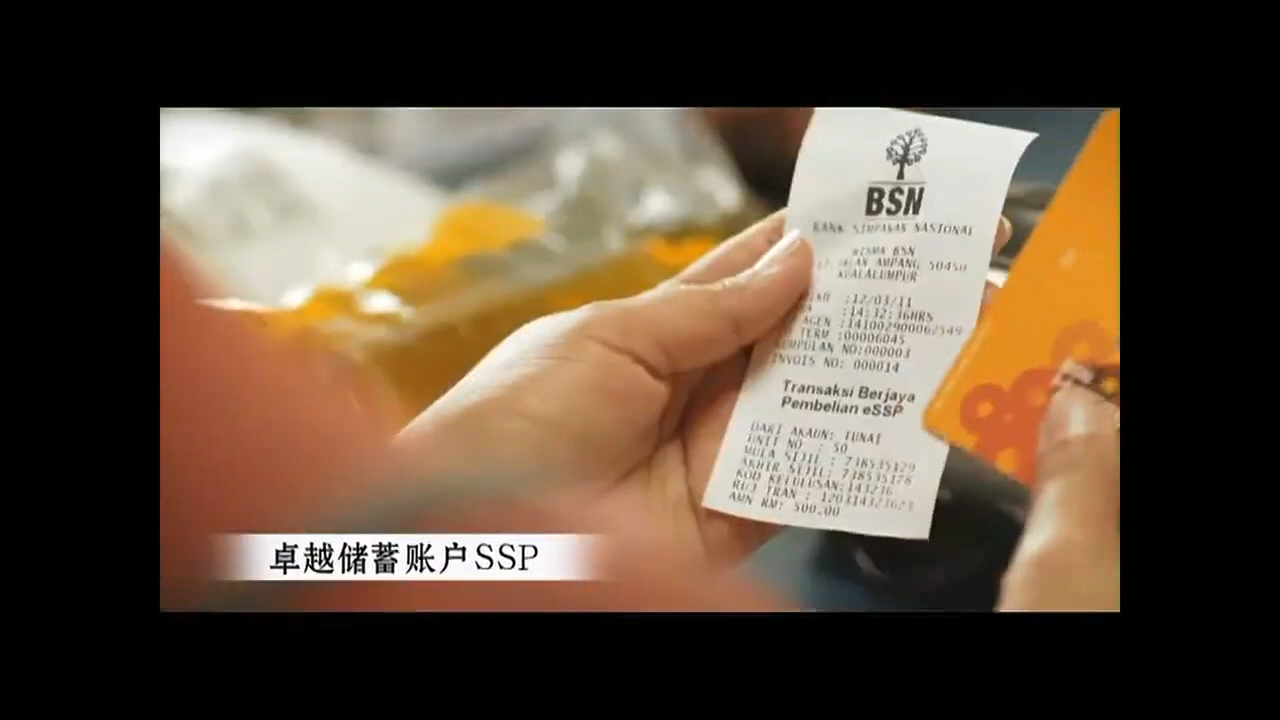 BSN
BANK SIMPANAN NASIONAL
WISMA BSN
JALAN AMPANG 50450
KUALALUMPUR
:12/03/11
:14:32:36HRS
AGEN :141002900062549
TERM :00006045
KUMPULAN NO:000003
INVOIS NO: 000014
Transaksi Berjaya
Pembelian eSSP
DARI AKAUN: TUNAI
UNIT NO : 50
MULA SIJIL : 738535129
AKHIR SIJIL: 738535178
KOD KELULUSAN:143236
RUJ TRAN : 120314323623
AMN RM: 500.00
卓越储蓄账户SSP